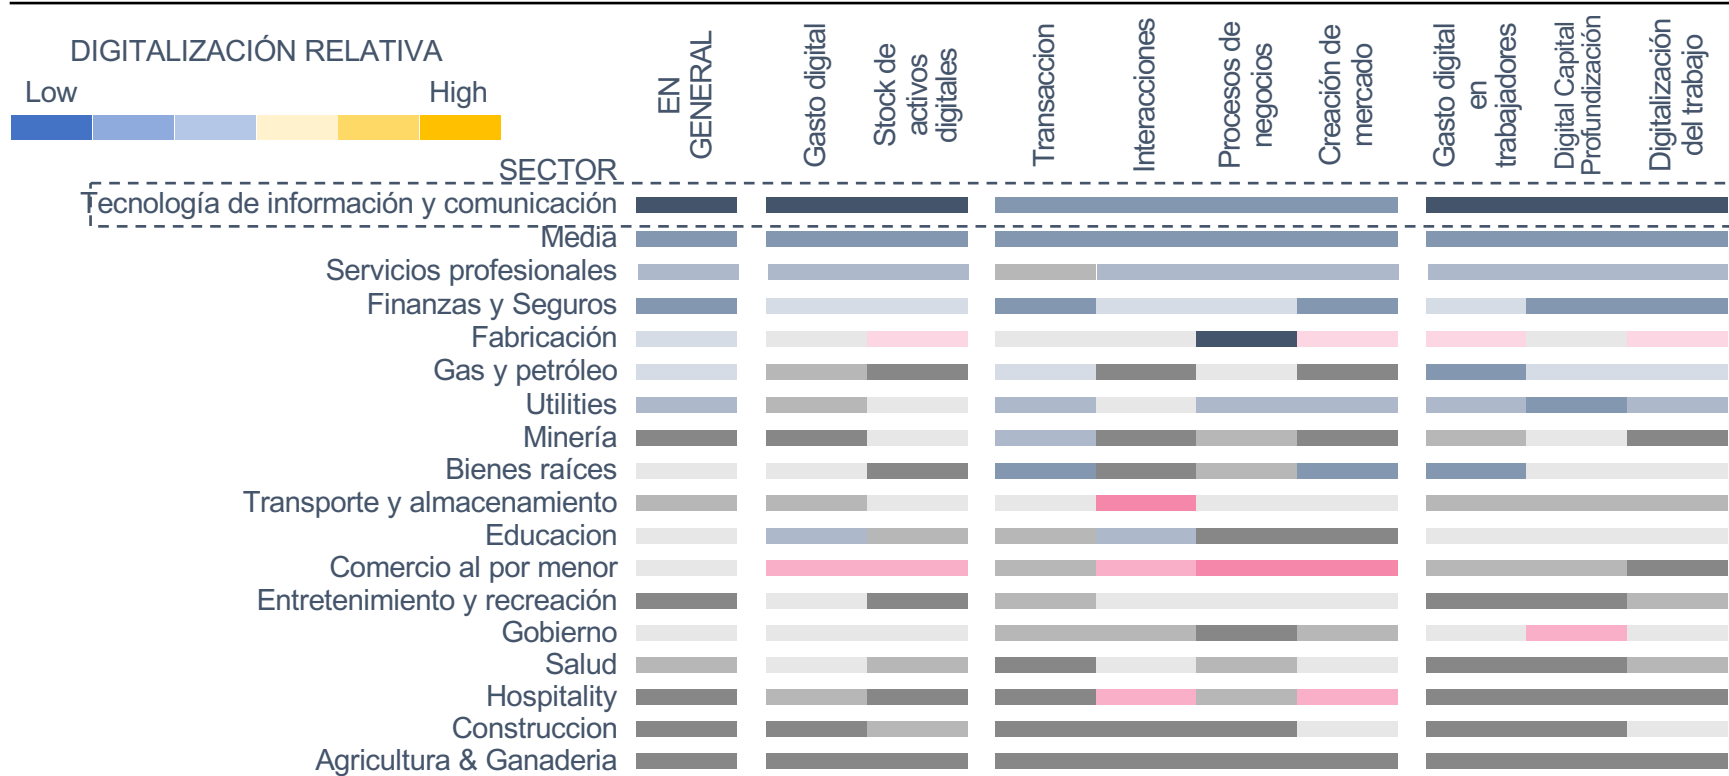 DIGITALIZACIÓN RELATIVA
Low
High
EN
GENERAL
Gasto digital
Stock de
activos
digitales
Transaccion
Interacciones
Procesos de
negocios
Creación de
mercado
Gasto digital
en
trabajadores
Digital Capital
Profundización
Digitalización
del trabajo
SECTOR
Tecnología de información y comunicación
Media
Servicios profesionales
Finanzas y Seguros
Fabricación
Gas y petróleo
Utilities
Minería
Bienes raíces
Transporte y almacenamiento
Educacion
Comercio al por menor
Entretenimiento y recreación
Gobierno
Salud
Hospitality
Construccion
Agricultura & Ganaderia